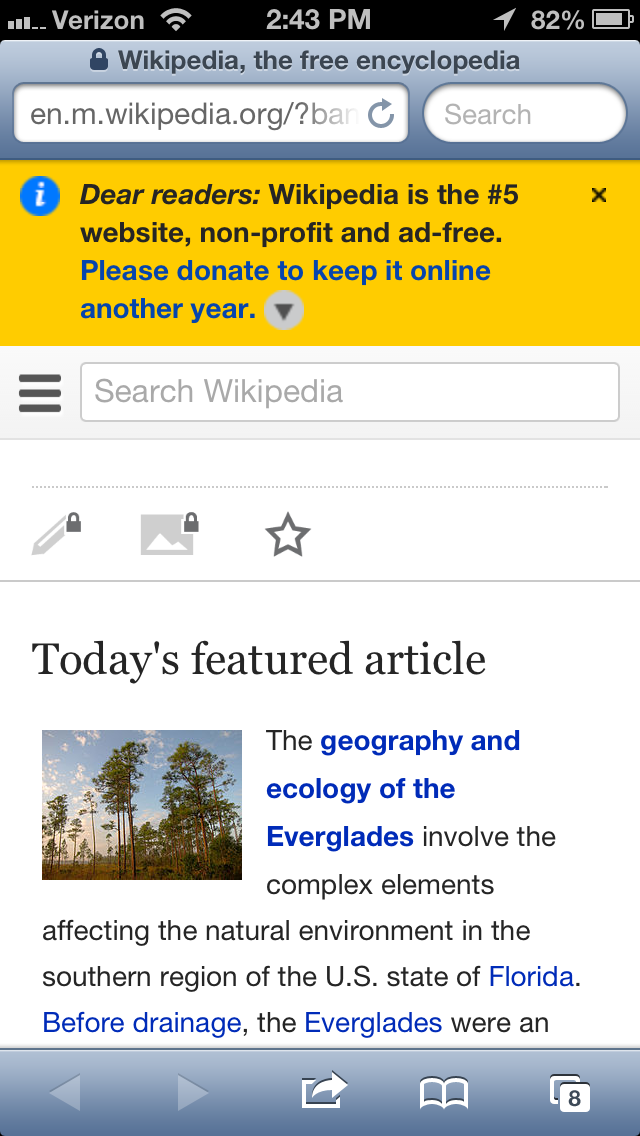 Verizon 2:43 PM 82%
Wikipedia, the free encyclopedia
en.m.wikipedia.org/?ban Search
Dear readers: Wikipedia is the #5
website, non-profit and ad-free.
Please donate to keep it online
another year.
Search Wikipedia
Today's featured article
The geography and
ecology of the
Everglades involve the
complex elements
affecting the natural environment in the
southern region of the U.S. state of Florida.
Before drainage, the Everglades were an
8